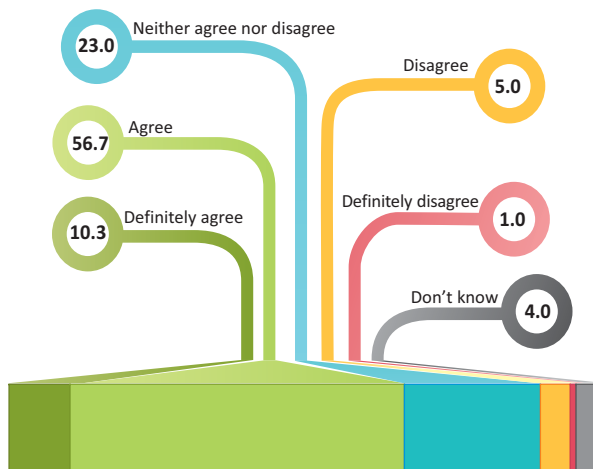 Neither agree nor disagree
23.0
Disagree
5.0
Agree
56.7
Definitely agree
10.3
Definitely disagree
1.0
Don't know
4.0